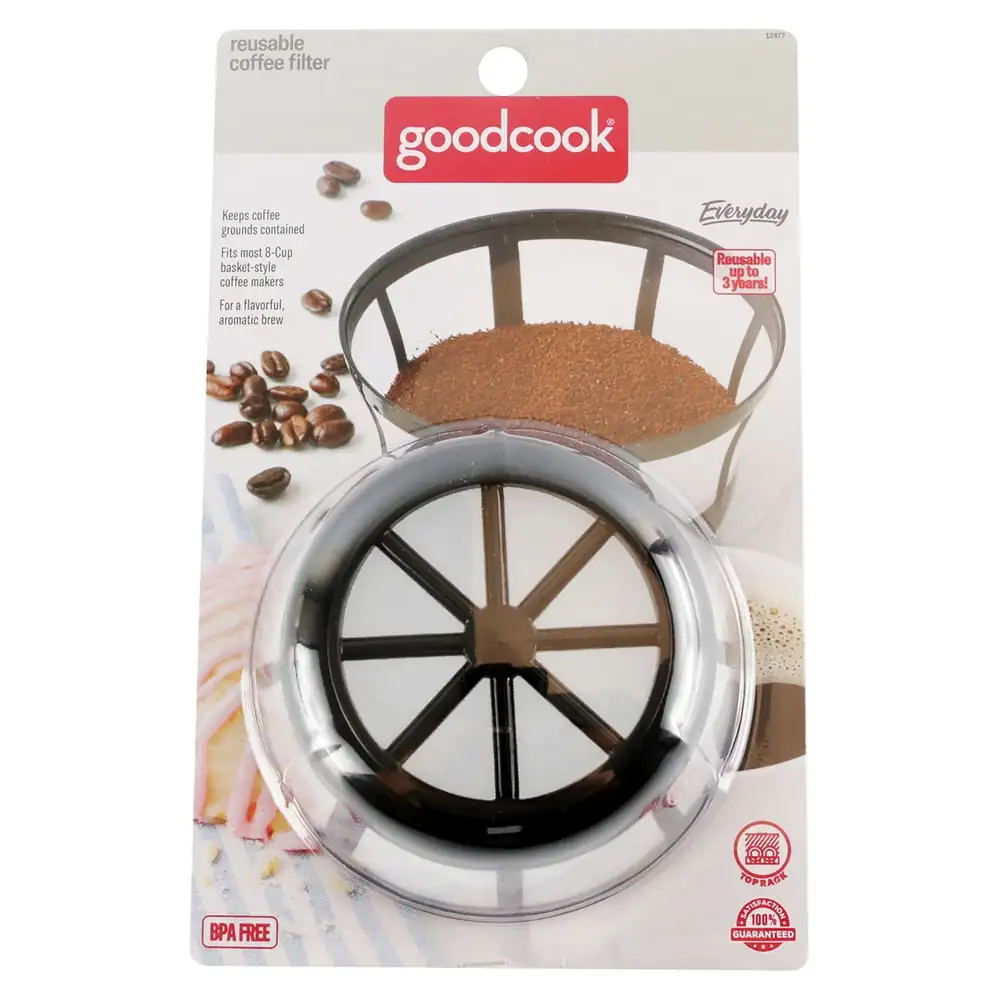 reusable
coffee filter
12477
goodcook®
Keeps coffee
grounds contained
Fits most 8-Cup
basket-style
coffee makers
For a flavorful,
aromatic brew
Everyday
Reusable
up to
3 years!
TOP RACK
SATISFACTION
100%
GUARANTEED
BPA FREE